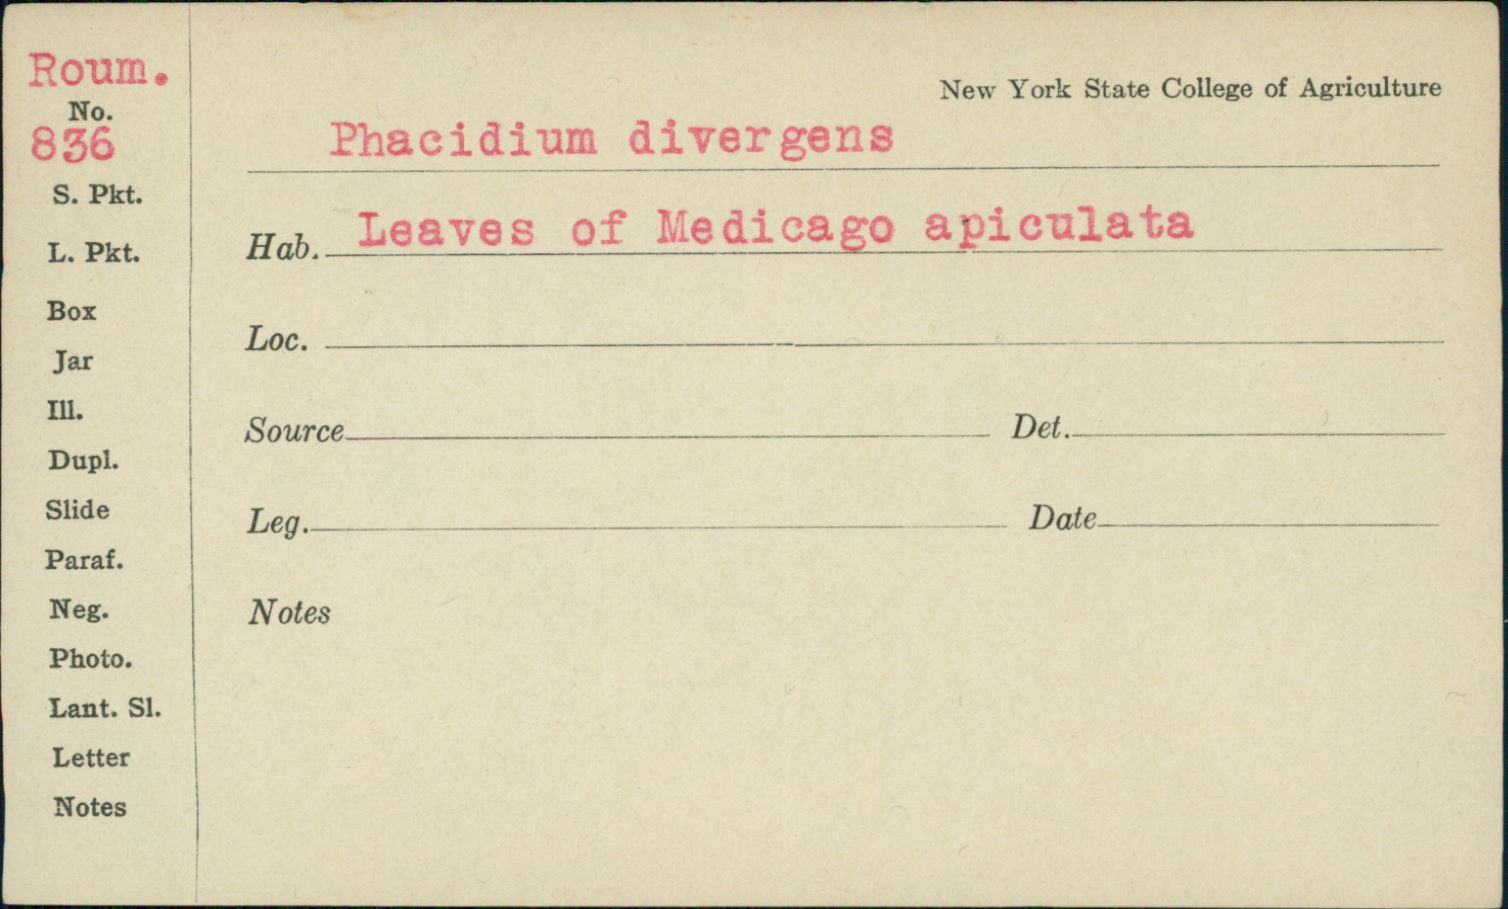 Roum.
No.
836
S. Pkt.
L. Pkt.
Box
Jar
Ill.
Dupl.
Slide
Paraf.
Neg.
Photo.
Lant. Sl.
Letter
Notes
New York State College of Agriculture
Phacidium divergens
Hab. Leaves of Medicago apiculata
Loc.
Source Det.
Leg. Date
Notes